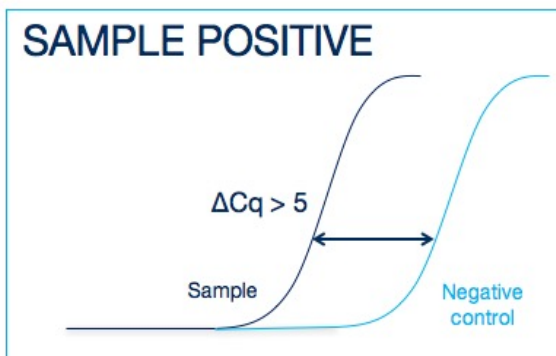 SAMPLE POSITIVE
ΔCq > 5
Sample
Negative
control